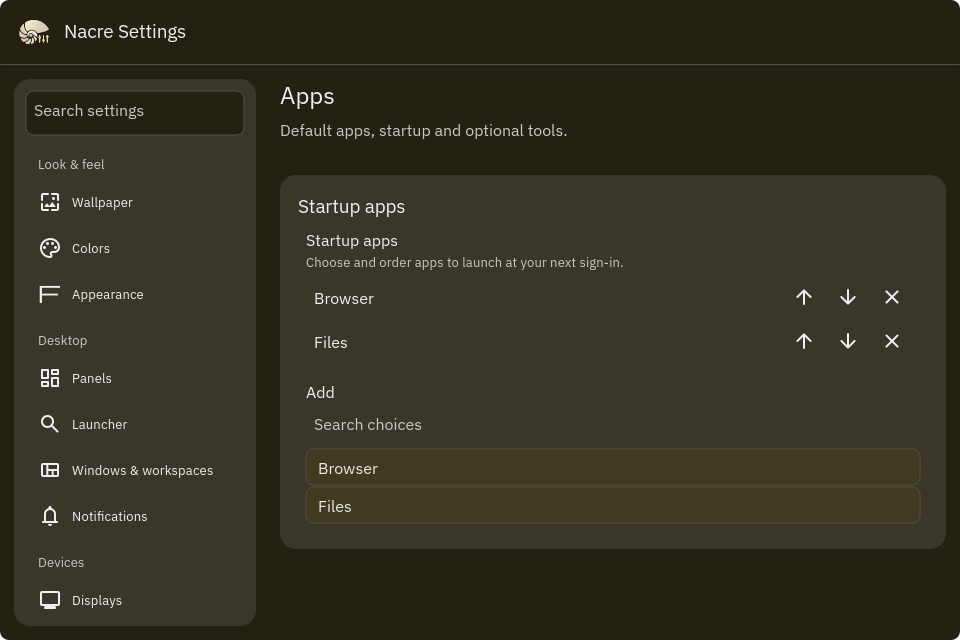 Nacre Settings
Search settings
Look & feel
Wallpaper
Colors
Appearance
Desktop
Panels
Launcher
Windows & workspaces
Notifications
Devices
Displays
Apps
Default apps, startup and optional tools.
Startup apps
Startup apps
Choose and order apps to launch at your next sign-in.
Browser
Files
Add
Search choices
Browser
Files